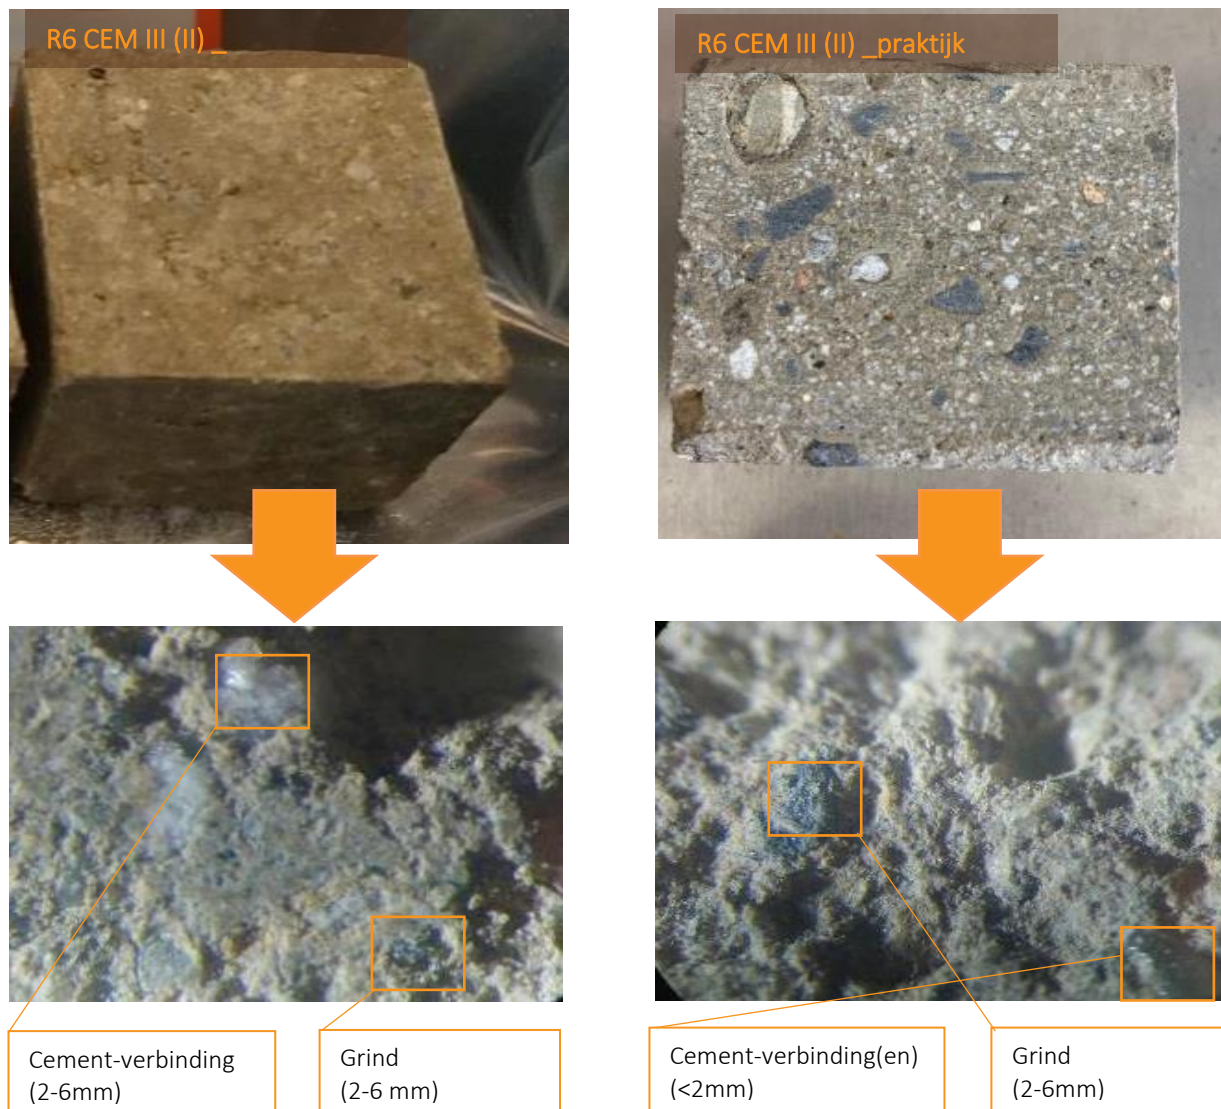 R6 CEM III (II) _
R6 CEM III (II) _praktijk
Cement-verbinding
(2-6mm)
Grind
(2-6 mm)
Cement-verbinding(en)
(<2mm)
Grind
(2-6mm)